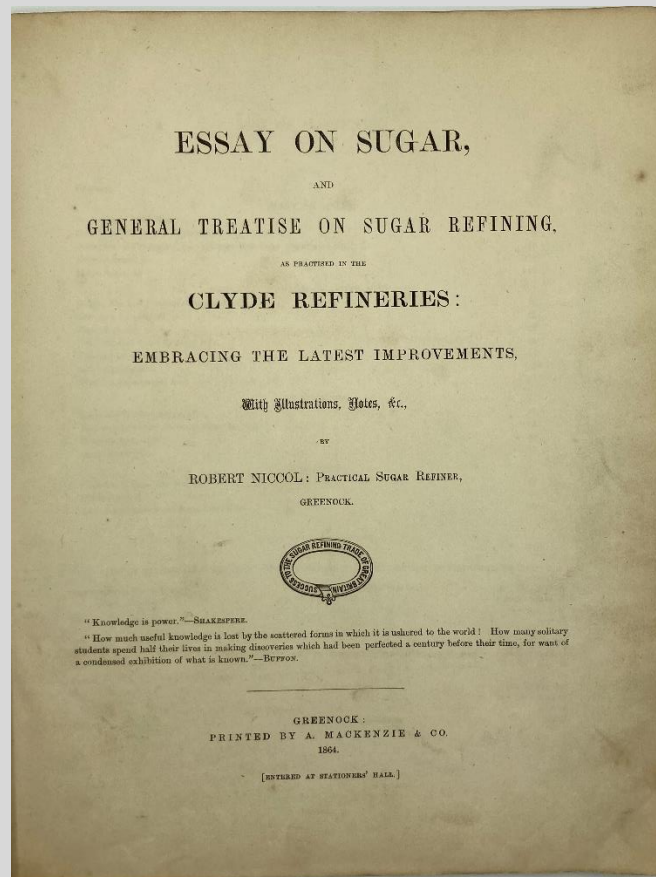 ESSAY ON SUGAR,
AND
GENERAL TREATISE ON SUGAR REFINING,
AS PRACTISED IN THE
CLYDE REFINERIES:
EMBRACING THE LATEST IMPROVEMENTS,
With Illustrations, Notes, &c.,
BY
ROBERT NICCOL: PRACTICAL SUGAR REFINER,
GREENOCK.
SUCCESS TO THE SUGAR REFINING TRADE OF GREAT BRITAIN
"Knowledge is power."—SHAKESPERE.
"How much useful knowledge is lost by the scattered forms in which it is ushered to the world! How many solitary
students spend half their lives in making discoveries which had been perfected a century before their time, for want of
a condensed exhibition of what is known."—BUFFON.
GREENOCK:
PRINTED BY A. MACKENZIE & CO.
1864.
[ENTERED AT STATIONERS' HALL.]